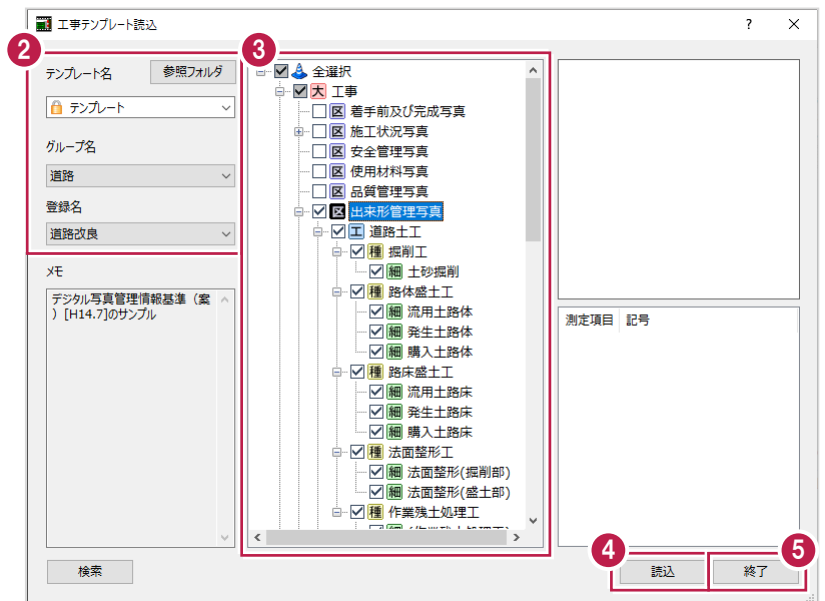 工事テンプレート読込
? ×
2
3
テンプレート名
参照フォルダ
テンプレート
グループ名
道路
登録名
道路改良
メモ
デジタル写真管理情報基準（案
）[H14.7]のサンプル
検索
全選択
大 工事
区 着手前及び完成写真
区 施工状況写真
区 安全管理写真
区 使用材料写真
区 品質管理写真
区 出来形管理写真
工 道路土工
種 掘削工
細 土砂掘削
種 路体盛土工
細 流用土路体
細 発生土路体
細 購入土路体
種 路床盛土工
細 流用土路床
細 発生土路床
細 購入土路床
種 法面整形工
細 法面整形(掘削部)
細 法面整形(盛土部)
種 作業残土処理工
測定項目 記号
4
5
読込
終了